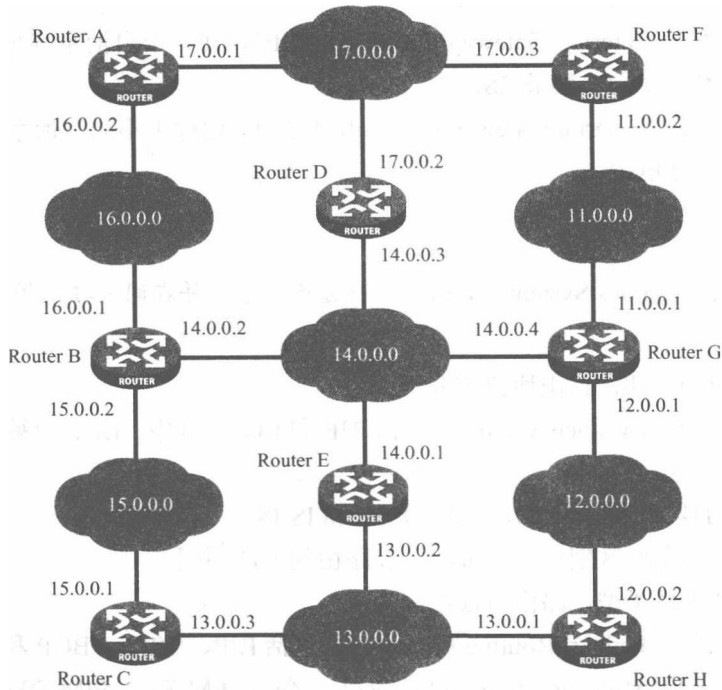 Router A
17.0.0.1
17.0.0.0
17.0.0.3
Router F
ROUTER
ROUTER
16.0.0.2
11.0.0.2
17.0.0.2
Router D
16.0.0.0
11.0.0.0
ROUTER
14.0.0.3
16.0.0.1
11.0.0.1
14.0.0.2
14.0.0.4
14.0.0.0
Router B
Router G
ROUTER
ROUTER
15.0.0.2
12.0.0.1
14.0.0.1
Router E
15.0.0.0
12.0.0.0
ROUTER
13.0.0.2
15.0.0.1
12.0.0.2
13.0.0.3
13.0.0.0
13.0.0.1
ROUTER
ROUTER
Router C
Router H